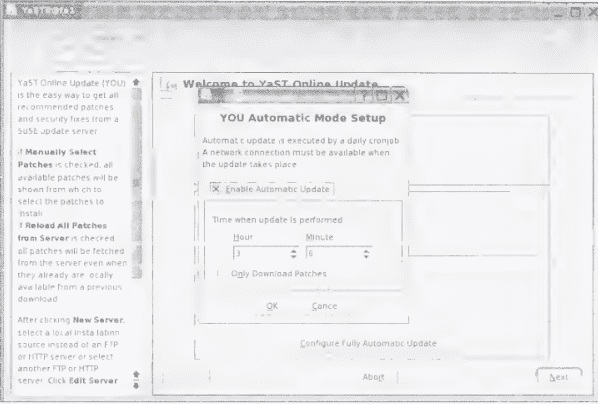 YaST Online Update (YOU)
is the easy way to get all
recommended patches
and security fixes from a
SuSE update server
If Manually Select
Patches is checked, all
available patches will be
shown from which to
select the patches to
install
If Reload All Patches
from Server is checked
all patches will be fetched
from the server even when
they already are locally
available from a previous
download
After clicking New Server,
select a local installation
source instead of an FTP
or HTTP server or select
another FTP or HTTP
server. Click Edit Server
Welcome to YaST Online Update
YOU Automatic Mode Setup
Automatic update is executed by a daily cronjob
A network connection must be available when
the update takes place
Enable Automatic Update
Time when update is performed
Hour Minute
3 6
Only Download Patches
OK Cancel
Configure Fully Automatic Update
Abort Next